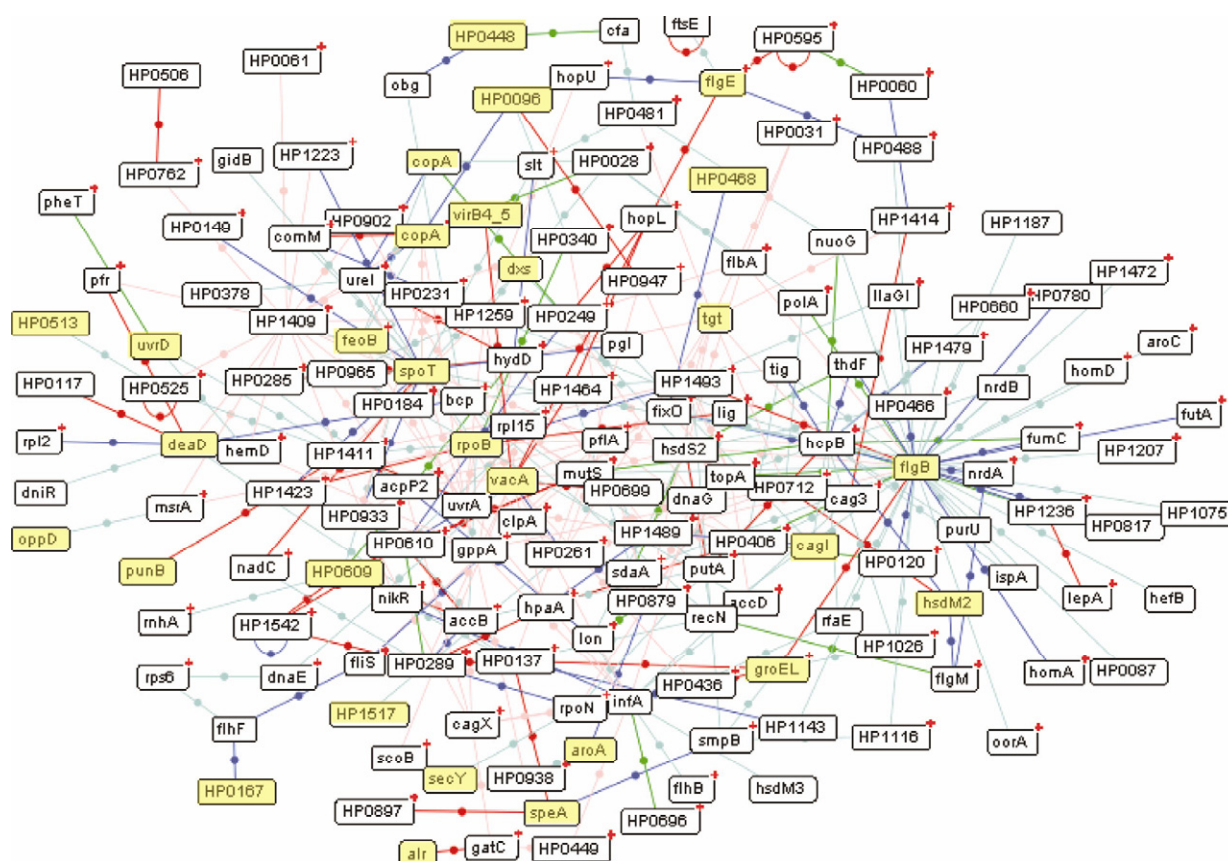 ftsE
HP0448
cfa
HP0595
HP0061
HP0506
hopU
flgE
obg
HP0060
HP0096
HP0481
HP0031
HP0488
gidB
HP1223
copA
slt
HP0028
HP0762
HP0468
pheT
virB4_5
hopL
HP1414
HP0149
HP0902
comM
copA
HP0340
nuoG
HP1187
dxs
flbA
pfr
ureI
HP0231
HP0947
HP1472
HP0378
polA
llaGI
HP0660
HP0780
HP0513
HP1409
HP1259
HP0249
tgt
uvrD
feoB
pgl
HP1479
aroC
hydD
thdF
homD
HP0965
spoT
tig
HP0117
HP0525
HP0285
HP1464
HP1493
nrdB
HP0184
bcp
HP0466
futA
fixO
lig
rpl15
rpl2
deaD
hemD
rpoB
pflA
hsdS2
hcpB
fumC
HP1411
HP1207
flgB
nrdA
mutS
topA
dniR
HP1423
acpP2
vacA
HP0699
HP0712
msrA
uvrA
dnaG
cag3
HP0933
HP1236
HP1075
clpA
HP0817
purU
oppD
HP0610
gppA
HP1489
HP0406
cagI
HP0261
punB
nadC
HP0609
sdaA
putA
HP0120
ispA
nikR
hpaA
HP0879
accD
hsdM2
lepA
hefB
rnhA
HP1542
accB
recN
rfaE
lon
HP1026
fliS
HP0289
HP0137
groEL
rps6
dnaE
HP0436
flgM
homA
HP0087
HP1517
cagX
rpoN
infA
flhF
HP1143
HP1116
smpB
oorA
scoB
aroA
secY
HP0938
HP0167
flhB
hsdM3
HP0897
speA
HP0696
alr
gatC
HP0449